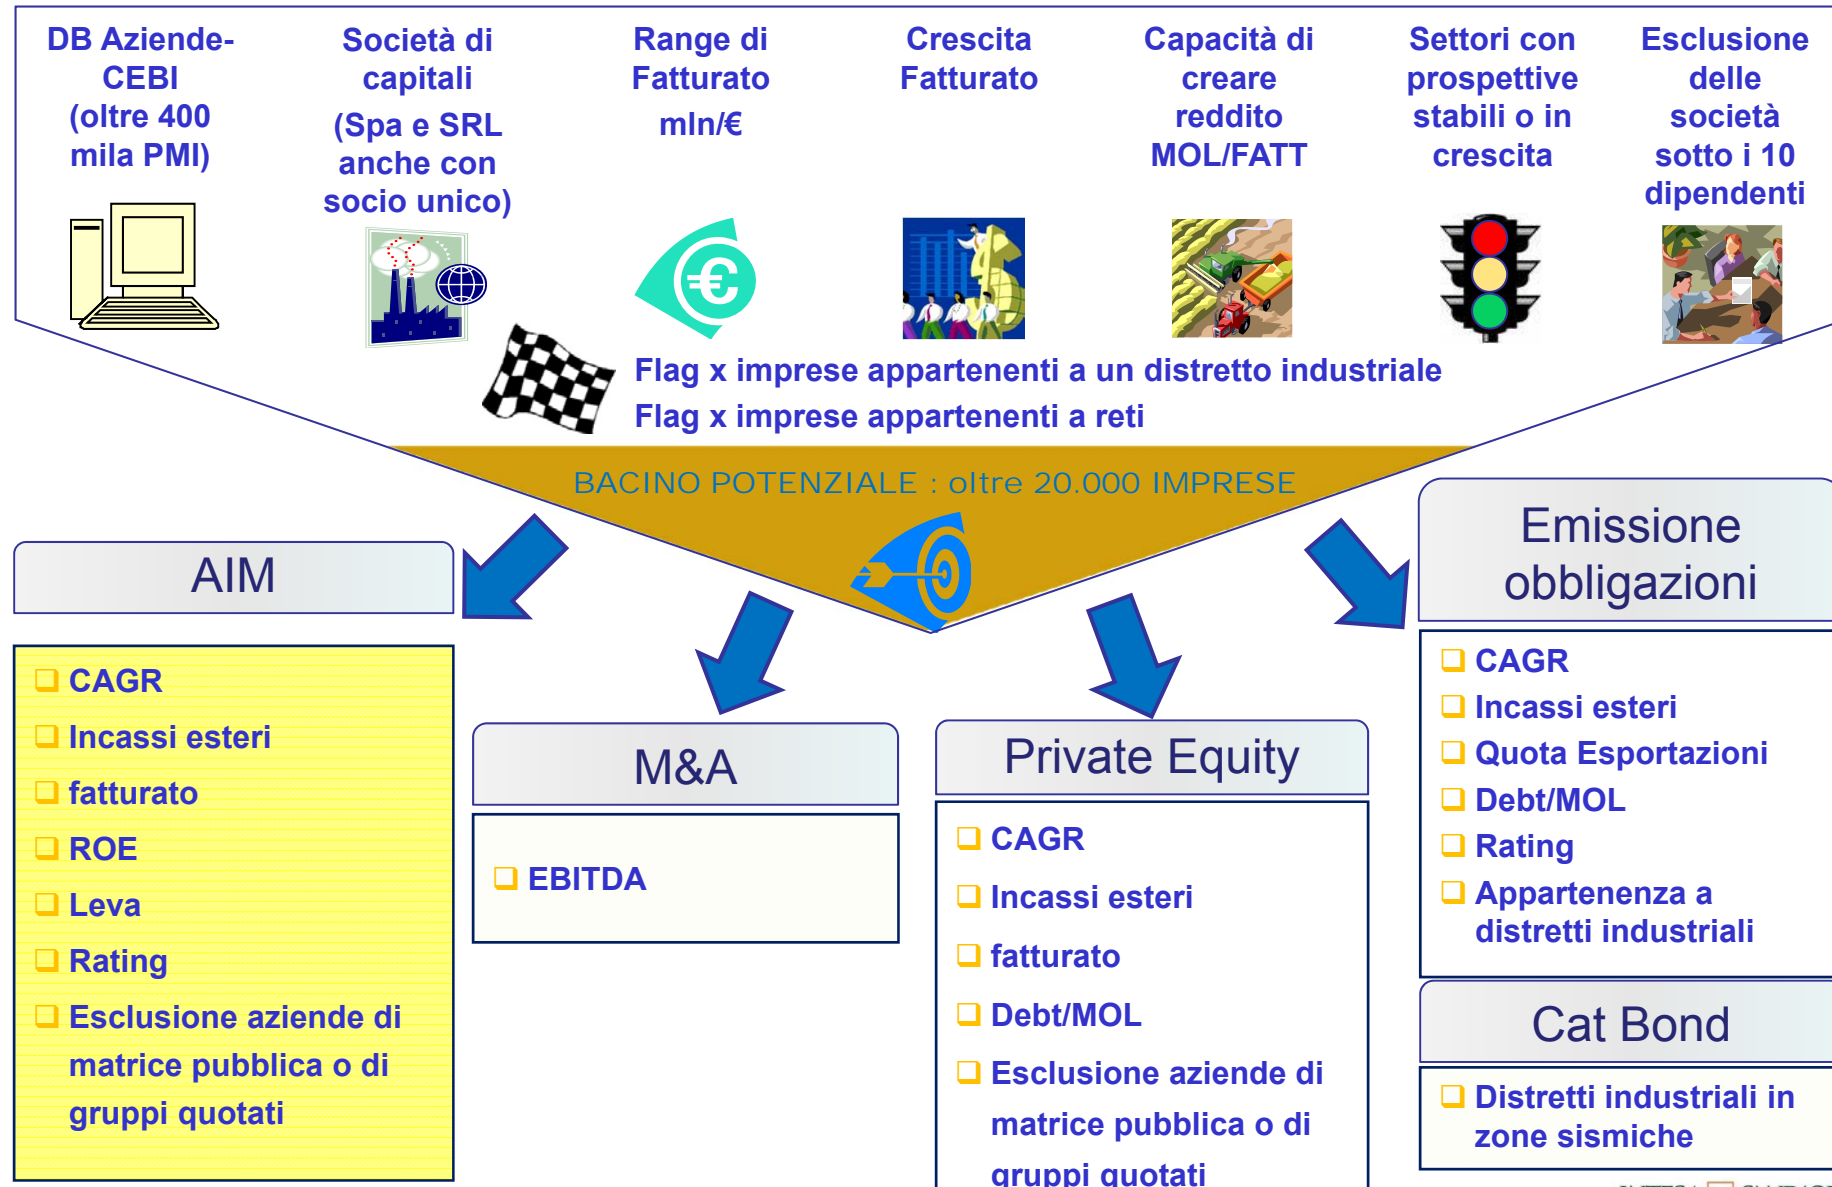 DB Aziende-
CEBI
(oltre 400
mila PMI)
Società di
capitali
(Spa e SRL
anche con
socio unico)
Range di
Fatturato
mln/€
Crescita
Fatturato
Capacità di
creare
reddito
MOL/FATT
Settori con
prospettive
stabili o in
crescita
Esclusione
delle
società
sotto i 10
dipendenti
€
Flag x imprese appartenenti a un distretto industriale
Flag x imprese appartenenti a reti
BACINO POTENZIALE : oltre 20.000 IMPRESE
AIM
CAGR
Incassi esteri
fatturato
ROE
Leva
Rating
Esclusione aziende di
matrice pubblica o di
gruppi quotati
M&A
EBITDA
Private Equity
CAGR
Incassi esteri
fatturato
Debt/MOL
Esclusione aziende di
matrice pubblica o di
gruppi quotati
Emissione
obbligazioni
CAGR
Incassi esteri
Quota Esportazioni
Debt/MOL
Rating
Appartenenza a
distretti industriali
Cat Bond
Distretti industriali in
zone sismiche